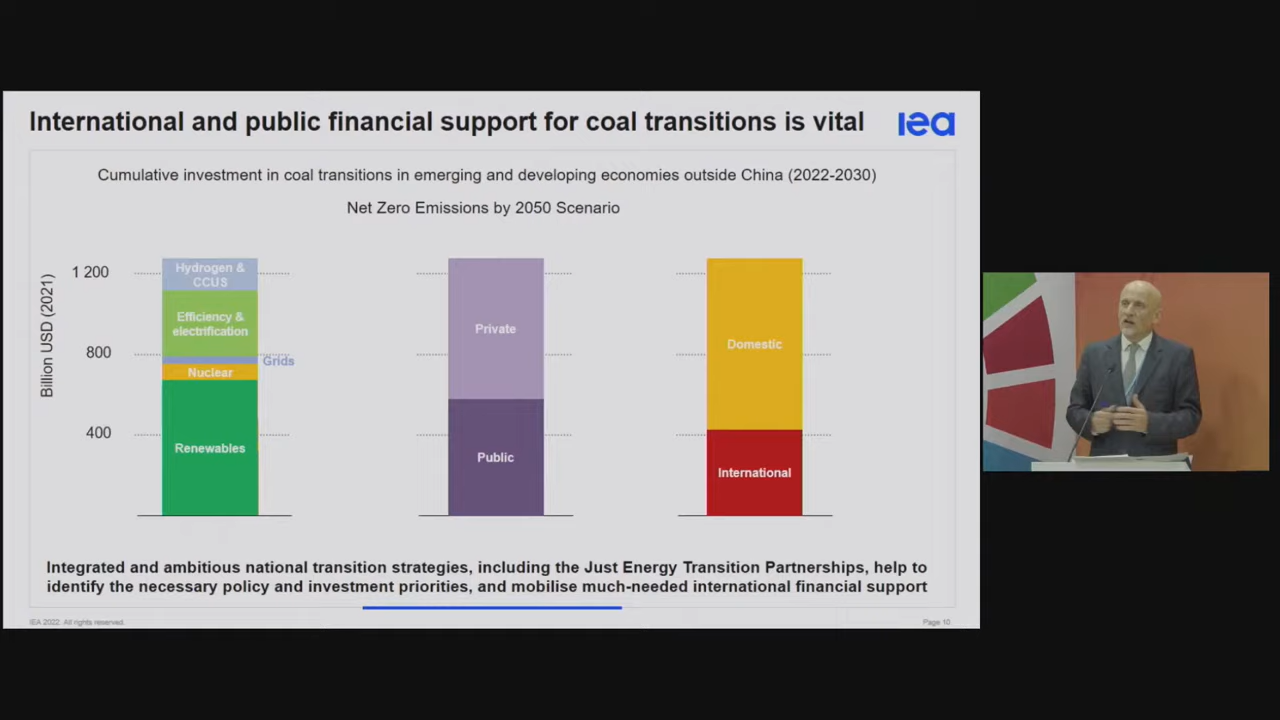 International and public financial support for coal transitions is vital
iea
Cumulative investment in coal transitions in emerging and developing economies outside China (2022-2030)
Net Zero Emissions by 2050 Scenario
Billion USD (2021)
1 200
800
400
Hydrogen &
CCUS
Efficiency &
electrification
Grids
Nuclear
Renewables
Private
Public
Domestic
International
Integrated and ambitious national transition strategies, including the Just Energy Transition Partnerships, help to
identify the necessary policy and investment priorities, and mobilise much-needed international financial support
IEA 2022. All rights reserved.
Page 10